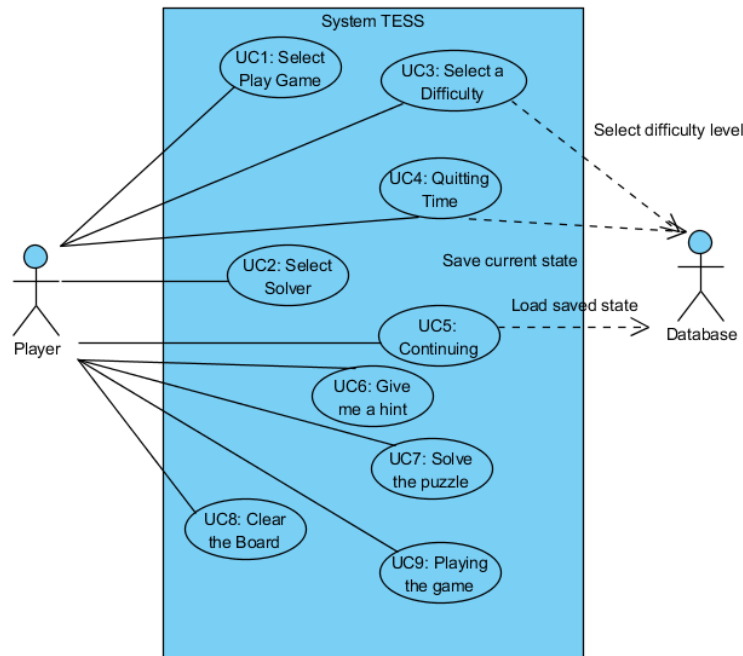 System TESS
UC1: Select
Play Game
UC3: Select a
Difficulty
Select difficulty level
UC4: Quitting
Time
UC2: Select
Solver
Save current state
Load saved state
Player
UC5:
Continuing
Database
UC6: Give
me a hint
UC7: Solve
the puzzle
UC8: Clear
the Board
UC9: Playing
the game